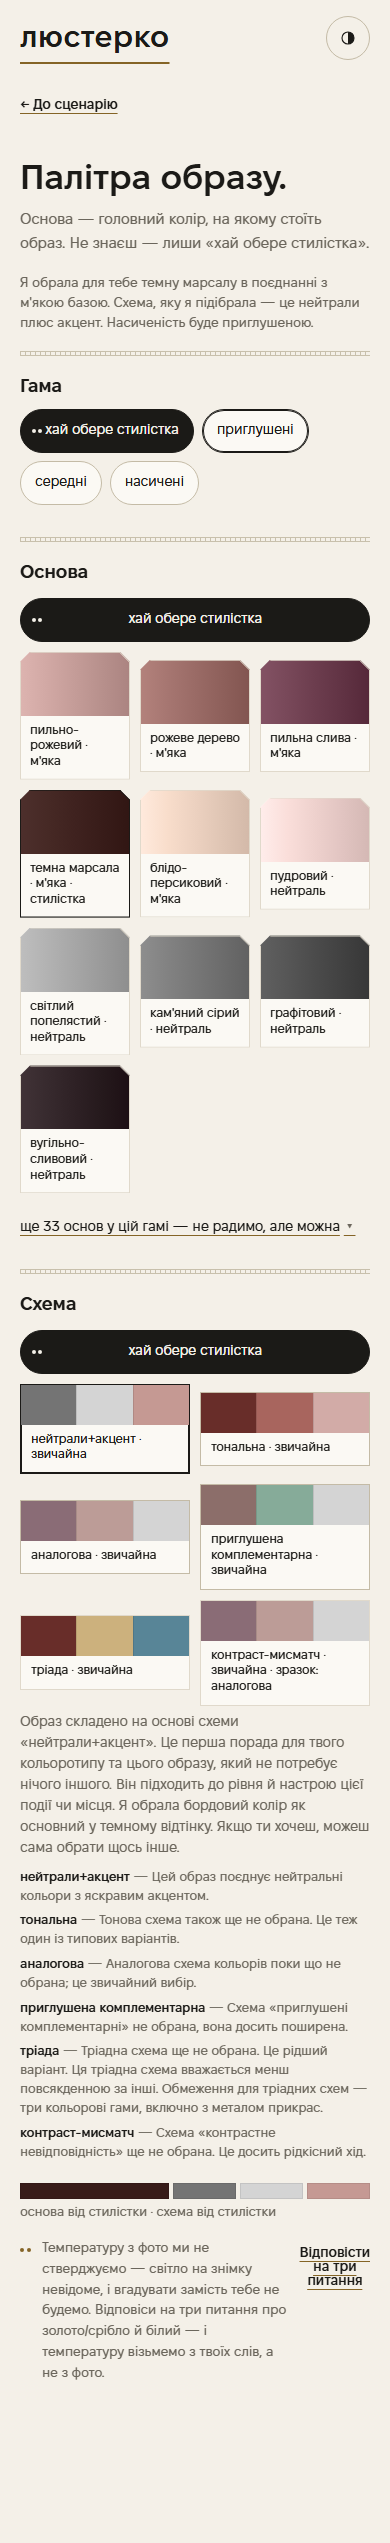 люстерко
← До сценарію
Палітра образу.
Основа — головний колір, на якому стоїть
образ. Не знаєш — лиши «хай обере стилістка».
Я обрала для тебе темну марсалу в поєднанні з
м'якою базою. Схема, яку я підібрала — це нейтрали
плюс акцент. Насиченість буде приглушеною.
Гама
хай обере стилістка
приглушені
середні
насичені
Основа
хай обере стилістка
пильно-
рожевий ·
м'яка
рожеве дерево
· м'яка
пильна слива ·
м'яка
темна марсала
· м'яка ·
стилістка
блідо-
персиковий ·
м'яка
пудровий ·
нейтраль
світлий
попелястий ·
нейтраль
кам'яний сірий
· нейтраль
графітовий ·
нейтраль
вугільно-
сливовий ·
нейтраль
ще 33 основ у цій гамі — не радимо, але можна ▾
Схема
хай обере стилістка
нейтрали+акцент ·
звичайна
тональна · звичайна
аналогова · звичайна
приглушена
комплементарна ·
звичайна
тріада · звичайна
контраст-мисматч ·
звичайна · зразок:
аналогова
Образ складено на основі схеми
«нейтрали+акцент». Це перша порада для твого
кольоротипу та цього образу, який не потребує
нічого іншого. Він підходить до рівня й настрою цієї
події чи місця. Я обрала бордовий колір як
основний у темному відтінку. Якщо ти хочеш, можеш
сама обрати щось інше.
нейтрали+акцент — Цей образ поєднує нейтральні
кольори з яскравим акцентом.
тональна — Тонова схема також ще не обрана. Це теж
один із типових варіантів.
аналогова — Аналогова схема кольорів поки що не
обрана; це звичайний вибір.
приглушена комплементарна — Схема «приглушені
комплементарні» не обрана, вона досить поширена.
тріада — Тріадна схема ще не обрана. Це рідший
варіант. Ця тріадна схема вважається менш
повсякденною за інші. Обмеження для тріадних схем —
три кольорові гами, включно з металом прикрас.
контраст-мисматч — Схема «контрастне
невідповідність» ще не обрана. Це досить рідкісний хід.
основа від стилістки · схема від стилістки
Температуру з фото ми не
стверджуємо — світло на знімку
невідоме, і вгадувати замість тебе не
будемо. Відповіси на три питання про
золото/срібло й білий — і
температуру візьмемо з твоїх слів, а
не з фото.
Відповісти
на три
питання